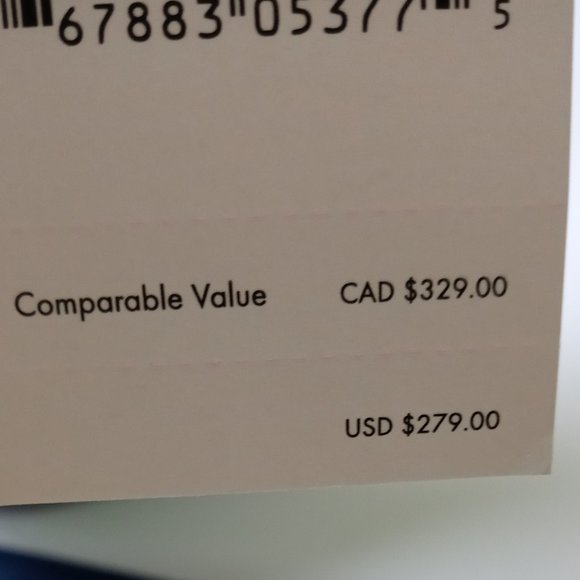 67883 05377 5
Comparable Value CAD $329.00
USD $279.00